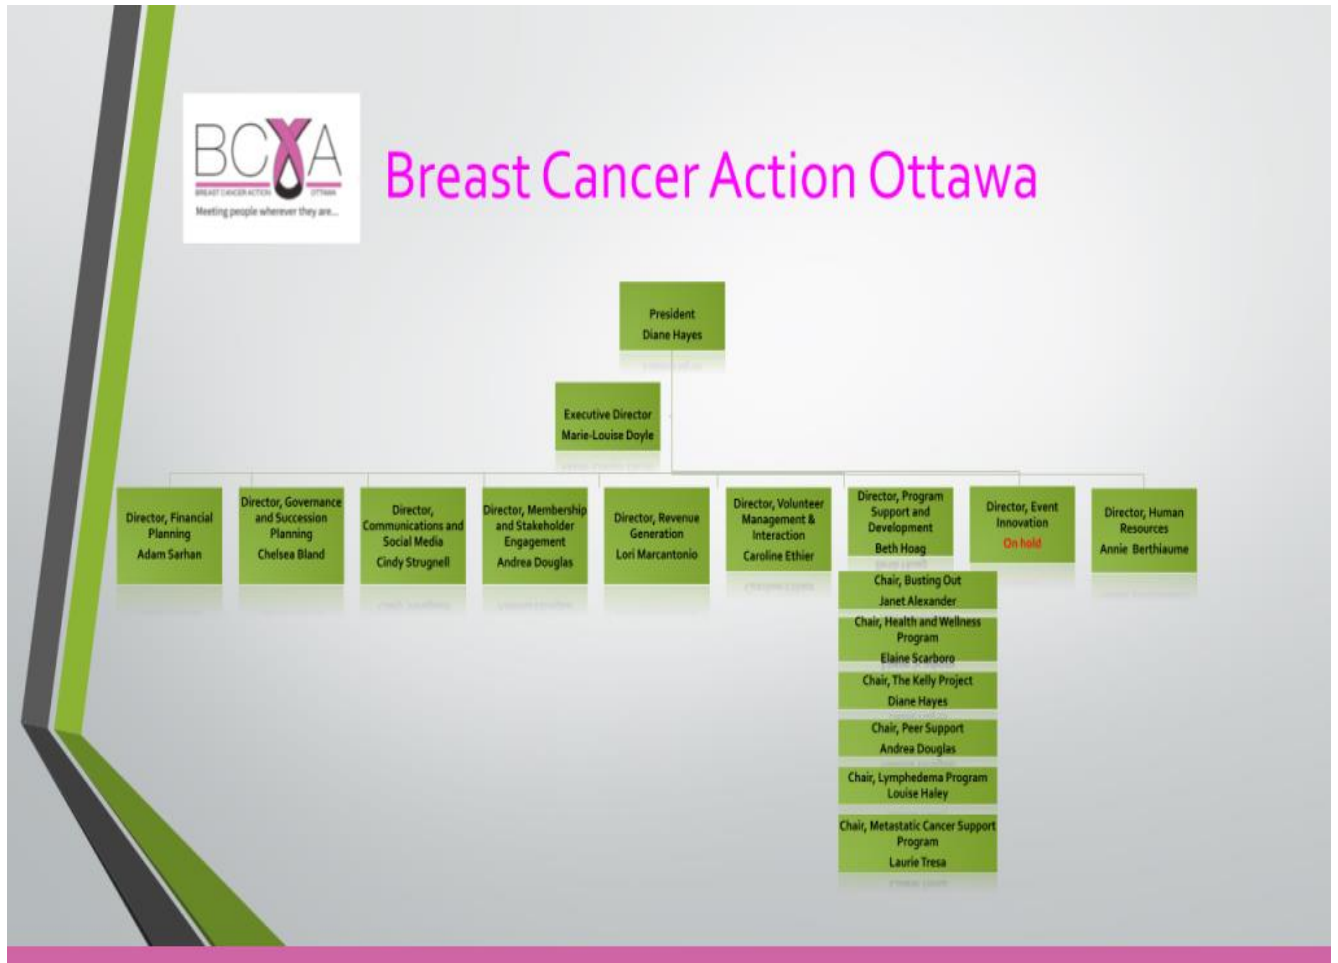 BCA
BREAST CANCER ACTION OTTAWA
Meeting people wherever they are...
Breast Cancer Action Ottawa
President
Diane Hayes
Executive Director
Marie-Louise Doyle
Director, Financial
Planning
Adam Sarhan
Director, Governance
and Succession
Planning
Chelsea Bland
Director,
Communications and
Social Media
Cindy Strugnell
Director, Membership
and Stakeholder
Engagement
Andrea Douglas
Director, Revenue
Generation
Lori Marcantonio
Director, Volunteer
Management &
Interaction
Caroline Ethier
Director, Program
Support and
Development
Beth Hoag
Chair, Busting Out
Janet Alexander
Chair, Health and Wellness
Program
Elaine Scarboro
Chair, The Kelly Project
Diane Hayes
Chair, Peer Support
Andrea Douglas
Chair, Lymphedema Program
Louise Haley
Chair, Metastatic Cancer Support
Program
Laurie Tresa
Director, Event
Innovation
On hold
Director, Human
Resources
Annie Berthiaume